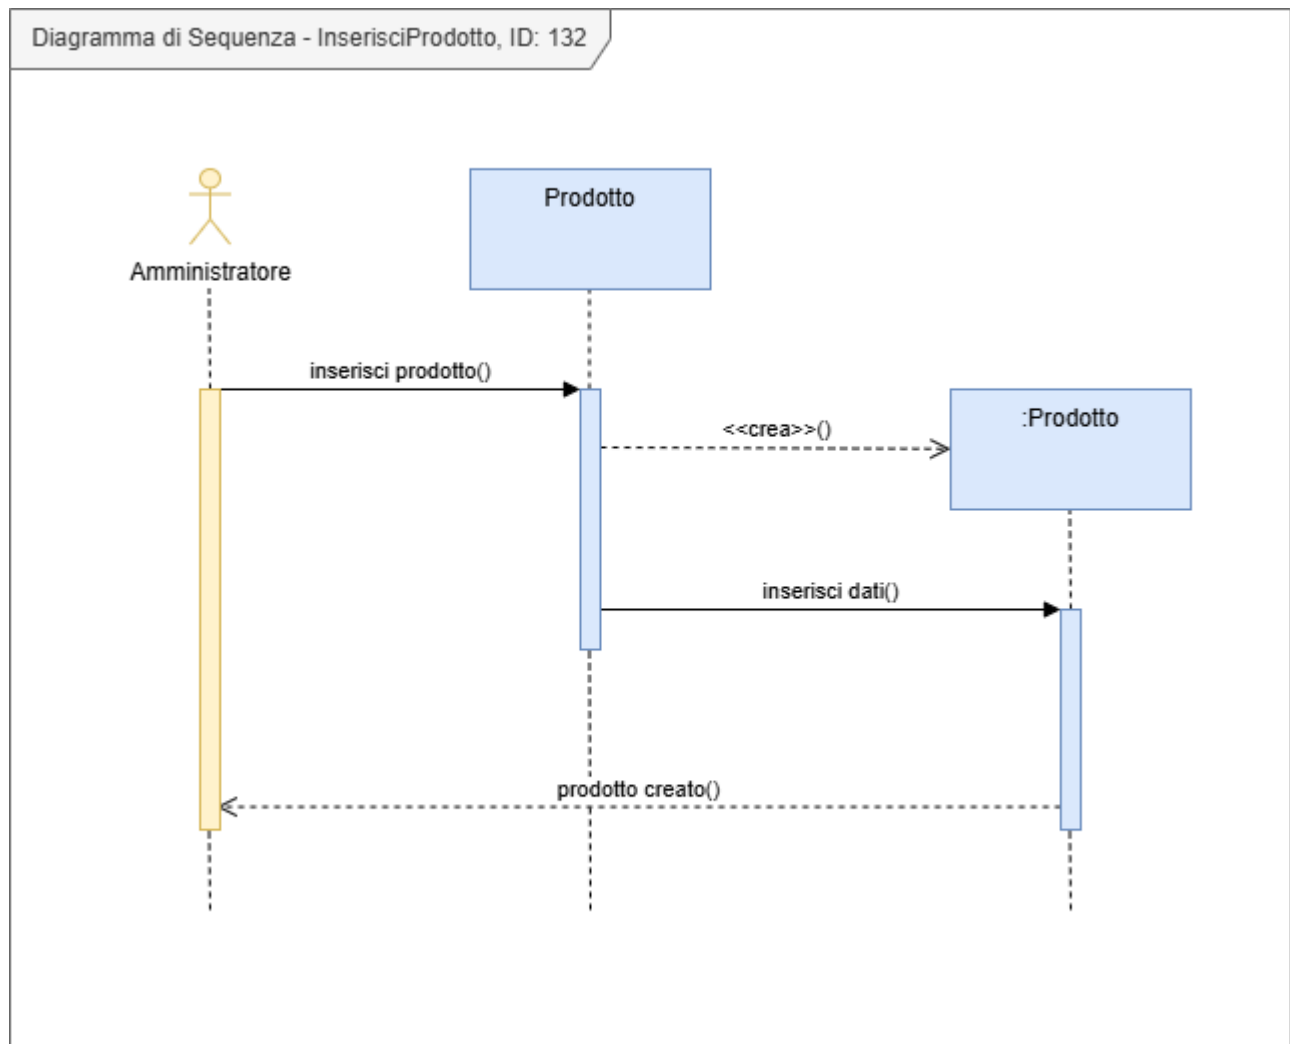 Diagramma di Sequenza - InserisciProdotto, ID: 132
Prodotto
Amministratore
inserisci prodotto()
:Prodotto
<<crea>>()
inserisci dati()
prodotto creato()